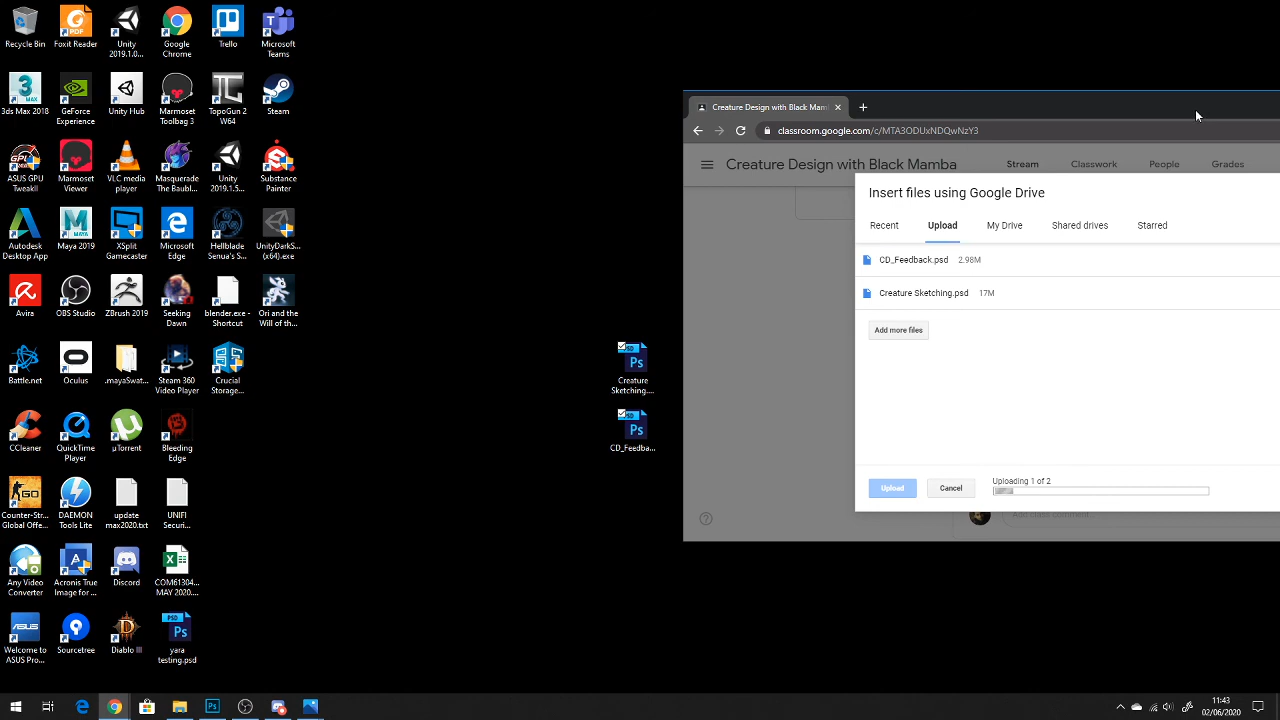 Recycle Bin
Foxit Reader
Unity
2019.1.0...
Google
Chrome
Trello
Microsoft
Teams
3ds Max 2018
GeForce
Experience
Unity Hub
Marmoset
Toolbag 3
TopoGun 2
W64
Steam
ASUS GPU
TweakII
Marmoset
Viewer
VLC media
player
Masquerade
The Baubl...
Unity
2019.1.5...
Substance
Painter
Autodesk
Desktop App
Maya 2019
XSplit
Gamecaster
Microsoft
Edge
Hellblade
Senua's S...
UnityDarkS...
(x64).exe
Avira
OBS Studio
ZBrush 2019
Seeking
Dawn
blender.exe -
Shortcut
Ori and the
Will of th...
Battle.net
Oculus
.mayaSwat...
Steam 360
Video Player
Crucial
Storage...
CCleaner
QuickTime
Player
µTorrent
Bleeding
Edge
Counter-Str...
Global Offe...
DAEMON
Tools Lite
update
max2020.txt
UNIFI
Securi...
Any Video
Converter
Acronis True
Image for ...
Discord
COM61304...
MAY 2020....
Welcome to
ASUS Pro...
Sourcetree
Diablo III
yara
testing.psd
Creature
Sketching....
CD_Feedba...
Creature Design with Black Mam
classroom.google.com/c/MTA3ODUxNDQwNzY3
Creature Design with Black Mamba
Stream
Classwork
People
Grades
Insert files using Google Drive
Recent
Upload
My Drive
Shared drives
Starred
CD_Feedback.psd 2.98M
Creature Sketching.psd 17M
Add more files
Upload
Cancel
Uploading 1 of 2
Add class comment...
11:43
02/06/2020